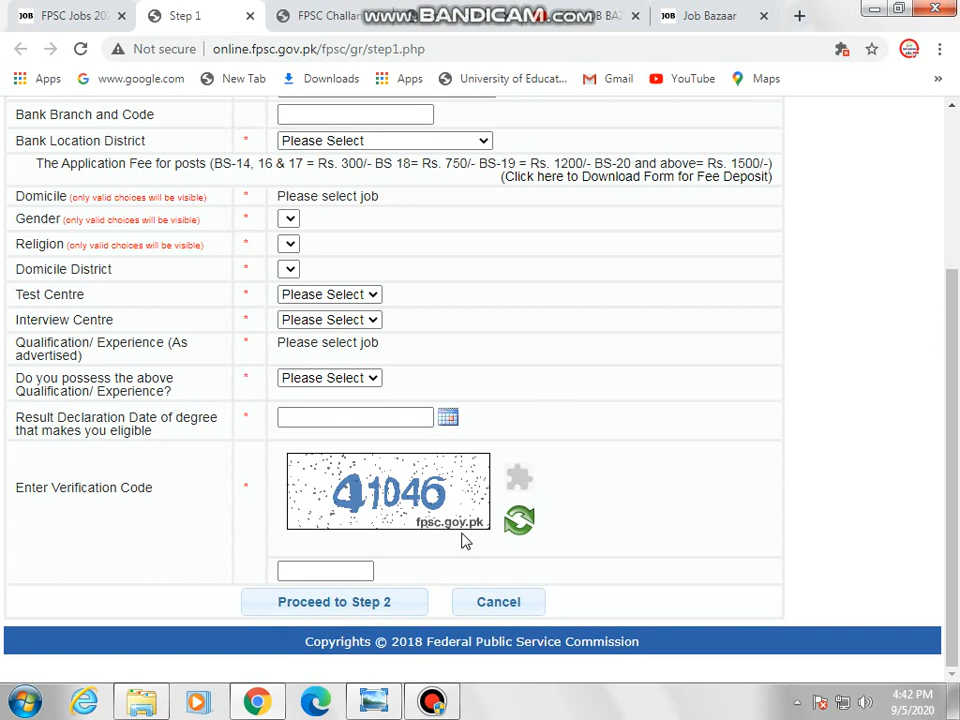 FPSC Jobs 202
Step 1
FPSC Challan
WWW.BANDICAM.COM
OB BAZ
Job Bazaar
Not secure
online.fpsc.gov.pk/fpsc/gr/step1.php
Apps
www.google.com
New Tab
Downloads
Apps
University of Educat...
Gmail
YouTube
Maps
»
Bank Branch and Code
Bank Location District * Please Select
The Application Fee for posts (BS-14, 16 & 17 = Rs. 300/- BS 18= Rs. 750/- BS-19 = Rs. 1200/- BS-20 and above= Rs. 1500/-)
(Click here to Download Form for Fee Deposit)
Domicile (only valid choices will be visible) * Please select job
Gender (only valid choices will be visible) *
Religion (only valid choices will be visible) *
Domicile District *
Test Centre * Please Select
Interview Centre * Please Select
Qualification/ Experience (As
advertised)
* Please select job
Do you possess the above
Qualification/ Experience?
* Please Select
Result Declaration Date of degree
that makes you eligible
*
Enter Verification Code *
41046
fpsc.gov.pk
Proceed to Step 2
Cancel
Copyrights © 2018 Federal Public Service Commission
4:42 PM
9/5/2020